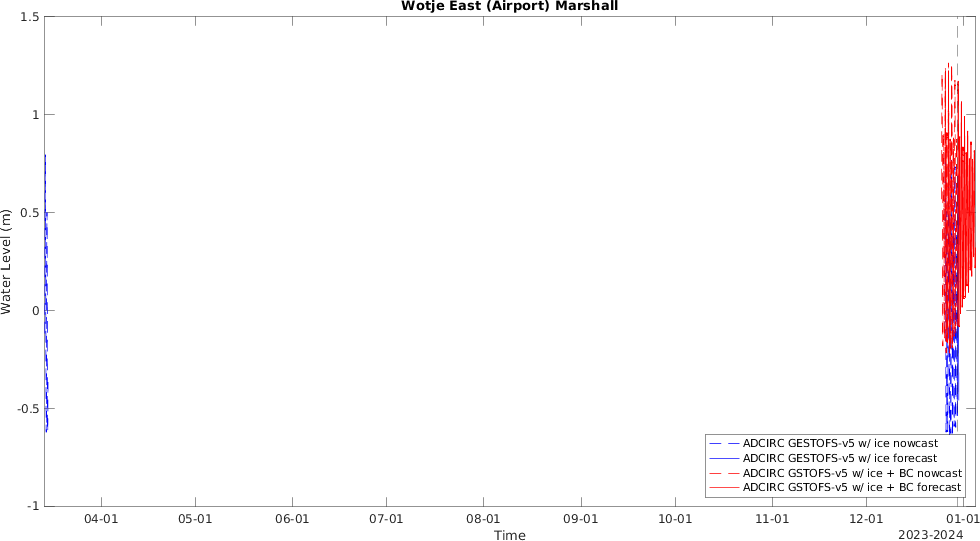 Wotje East (Airport) Marshall
1.5
1
0.5
0
-0.5
-1
Water Level (m)
ADCIRC GESTOFS-v5 w/ ice nowcast
ADCIRC GESTOFS-v5 w/ ice forecast
ADCIRC GSTOFS-v5 w/ ice + BC nowcast
ADCIRC GSTOFS-v5 w/ ice + BC forecast
04-01 05-01 06-01 07-01 08-01 09-01 10-01 11-01 12-01 01-01
Time
2023-2024